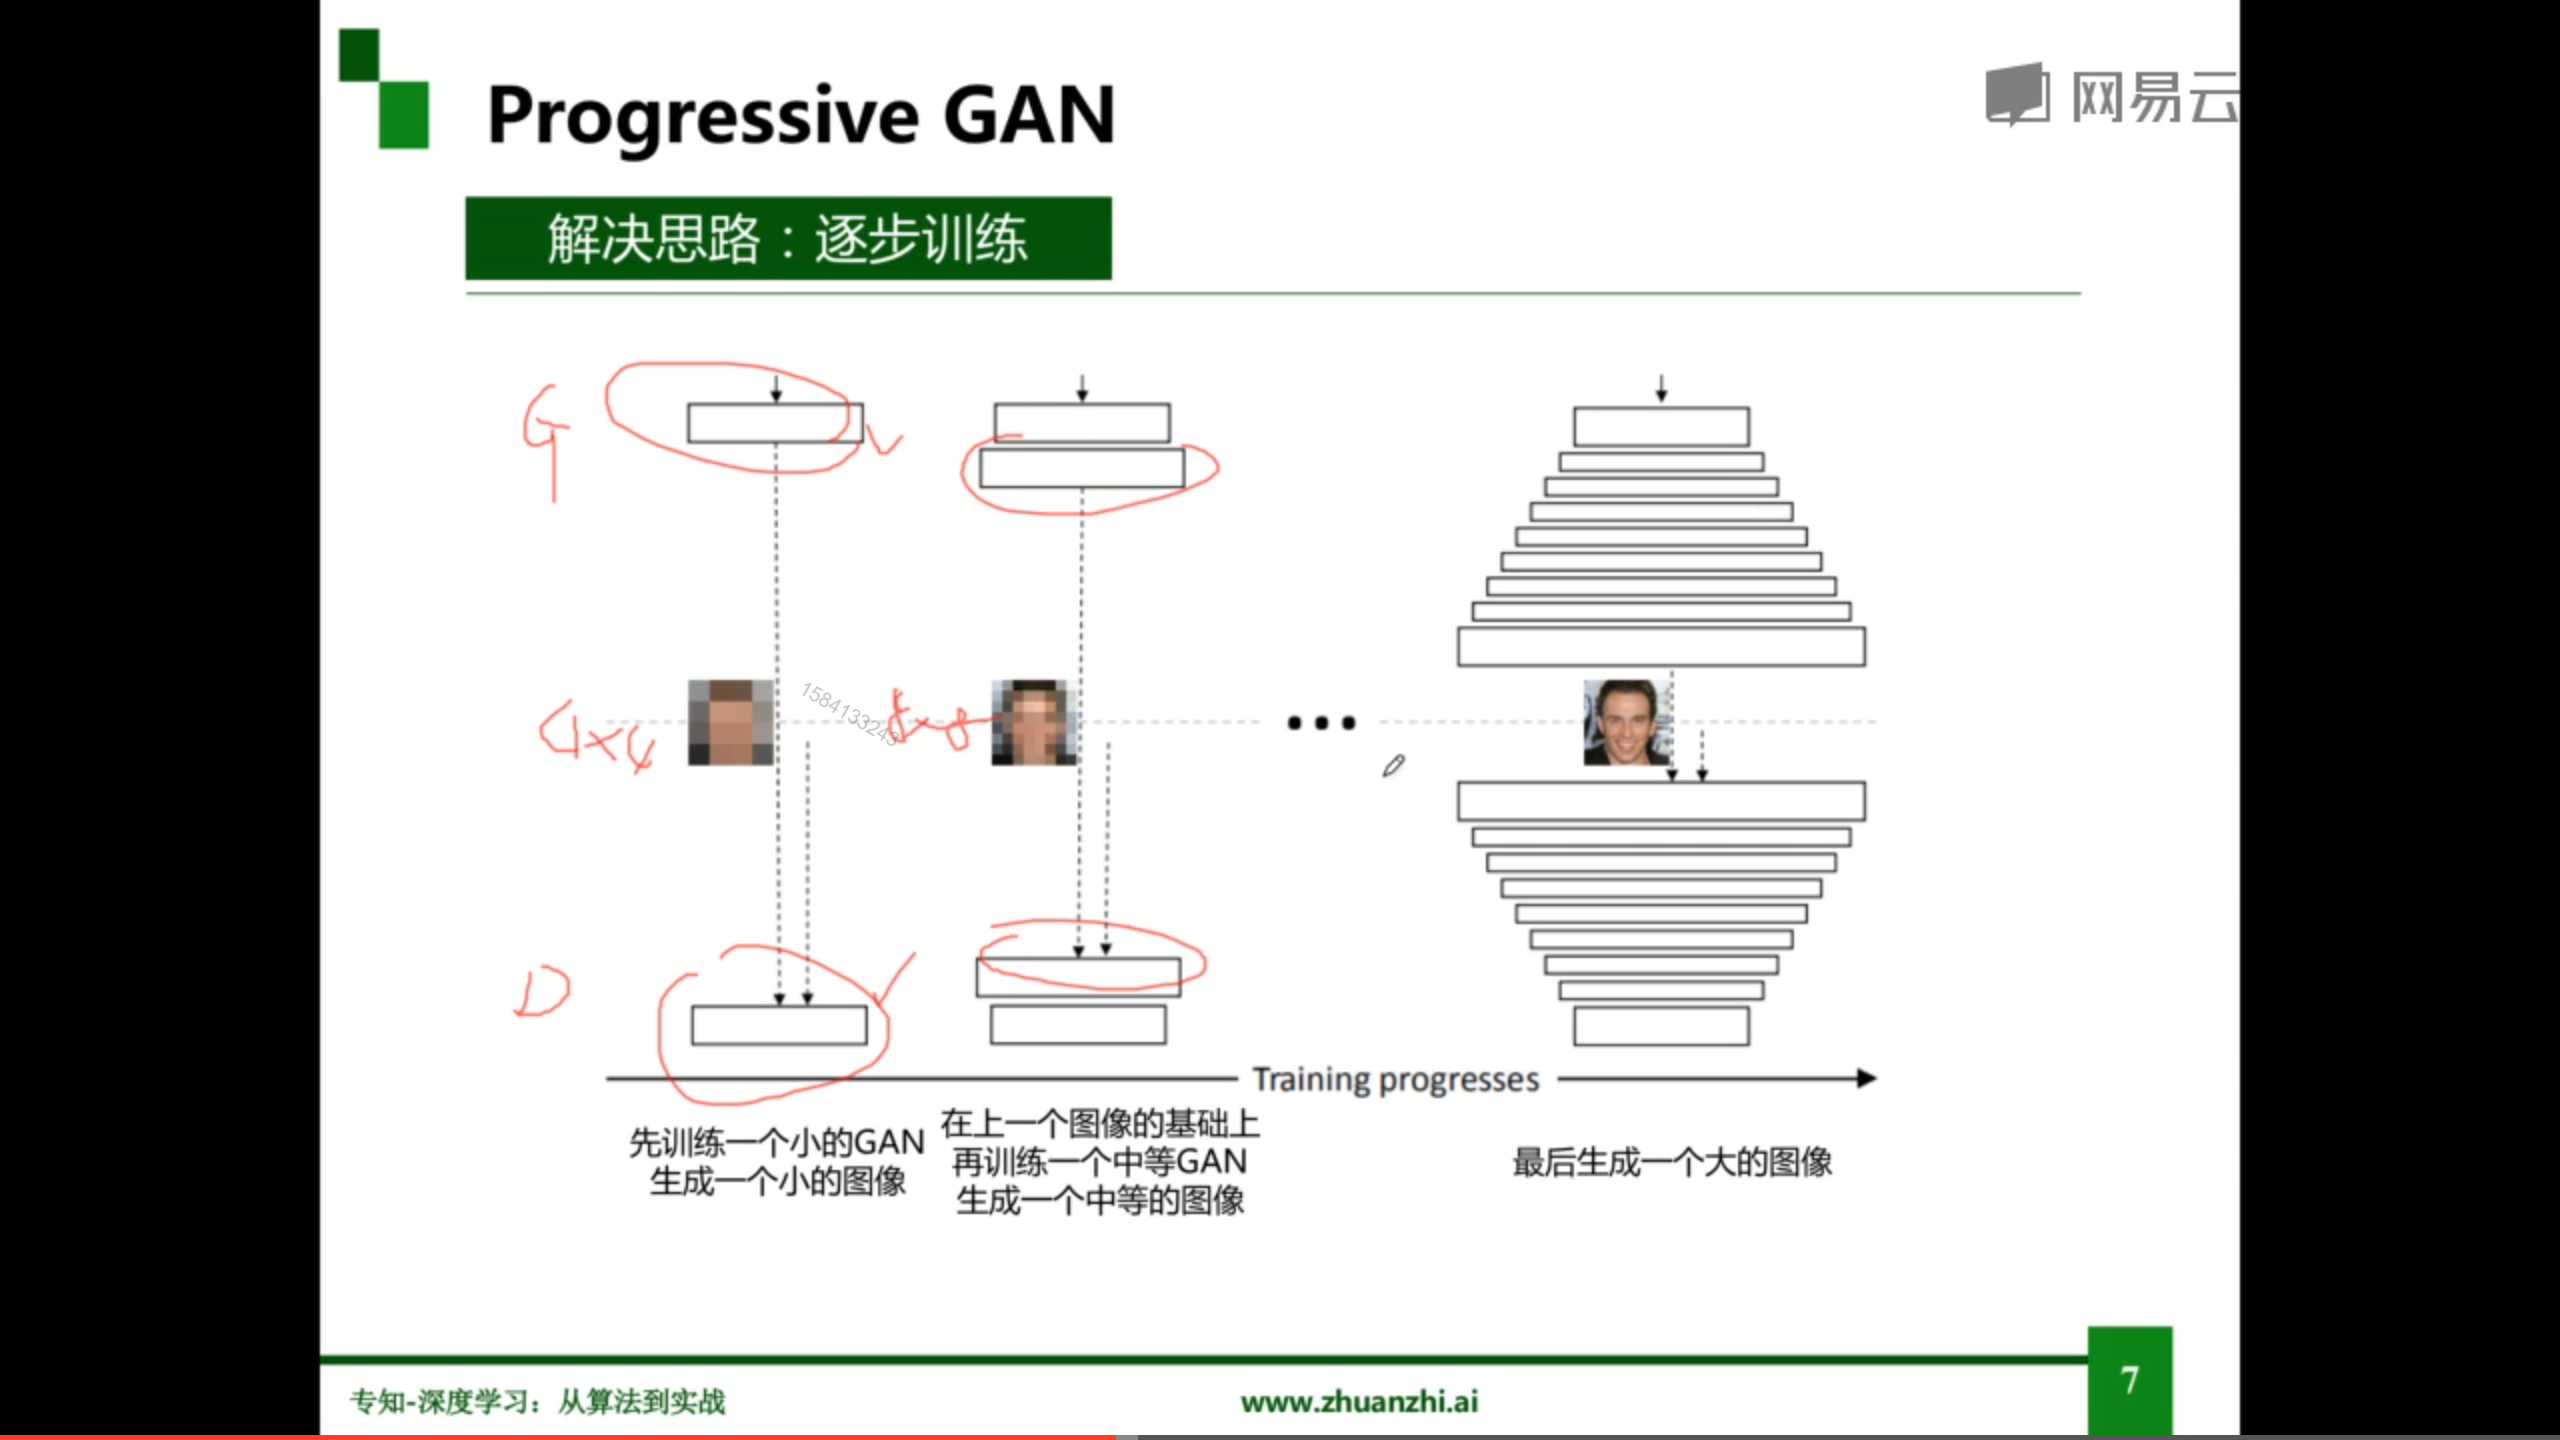 Progressive GAN
网易云
解决思路：逐步训练
G
4×4
1584133243
8×8
D
Training progresses
先训练一个小的GAN
生成一个小的图像
在上一个图像的基础上
再训练一个中等GAN
生成一个中等的图像
最后生成一个大的图像
专知-深度学习：从算法到实战
www.zhuanzhi.ai
7